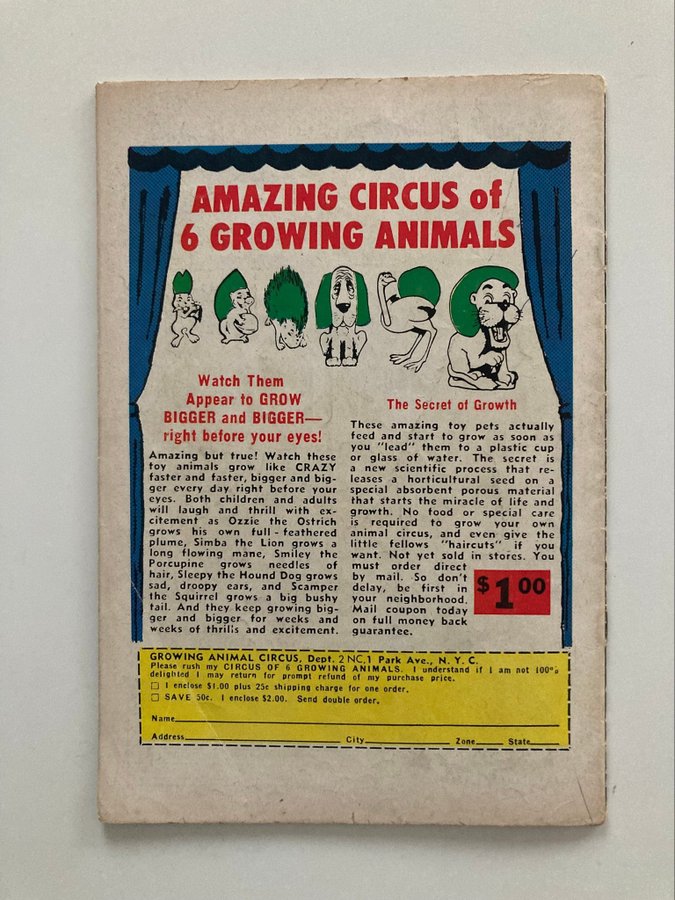 AMAZING CIRCUS of
6 GROWING ANIMALS
Watch Them
Appear to GROW
BIGGER and BIGGER—
right before your eyes!
Amazing but true! Watch these
toy animals grow like CRAZY
faster and faster, bigger and big-
ger every day right before your
eyes. Both children and adults
will laugh and thrill with ex-
citement as Ozzie the Ostrich
grows his own full - feathered
plume, Simba the Lion grows a
long flowing mane, Smiley the
Porcupine grows needles of
hair, Sleepy the Hound Dog grows
sad, droopy ears, and Scamper
the Squirrel grows a big bushy
tail. And they keep growing big-
ger and bigger for weeks and
weeks of thrills and excitement.
The Secret of Growth
These amazing toy pets actually
feed and start to grow as soon as
you "lead" them to a plastic cup
or glass of water. The secret is
a new scientific process that re-
leases a horticultural seed on a
special absorbent porous material
that starts the miracle of life and
growth. No food or special care
is required to grow your own
animal circus, and even give the
little fellows "haircuts" if you
want. Not yet sold in stores. You
must order direct
by mail. So don't
delay, be first in
your neighborhood.
Mail coupon today
on full money back
guarantee.
$1 00
GROWING ANIMAL CIRCUS, Dept. 2 NC,1 Park Ave., N. Y. C.
Please rush my CIRCUS OF 6 GROWING ANIMALS. I understand if I am not 100%
delighted I may return for prompt refund of my purchase price.
☐ I enclose $1.00 plus 25c shipping charge for one order.
☐ SAVE 50c. I enclose $2.00. Send double order.
Name
Address City Zone State